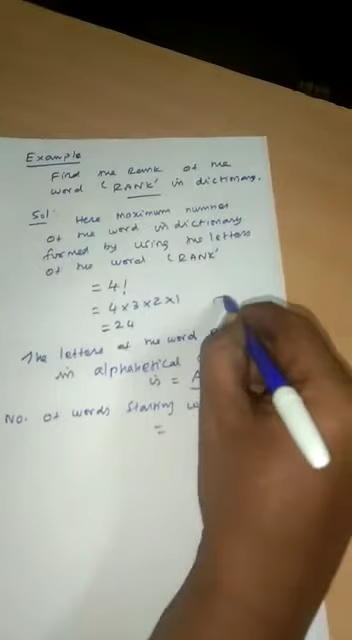 Example
Find the Rank of the
word 'RANK' in dictionary.
Sol: Here maximum number
of the word in dictionary
formed by using the letters
of the word 'RANK'
= 4!
= 4×3×2×1
= 24
The letters of the word
in alphabetical
is = A
No. of words starting
=